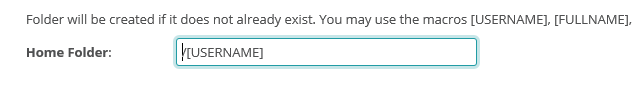 Folder will be created if it does not already exist. You may use the macros [USERNAME], [FULLNAME],
Home Folder: /[USERNAME]